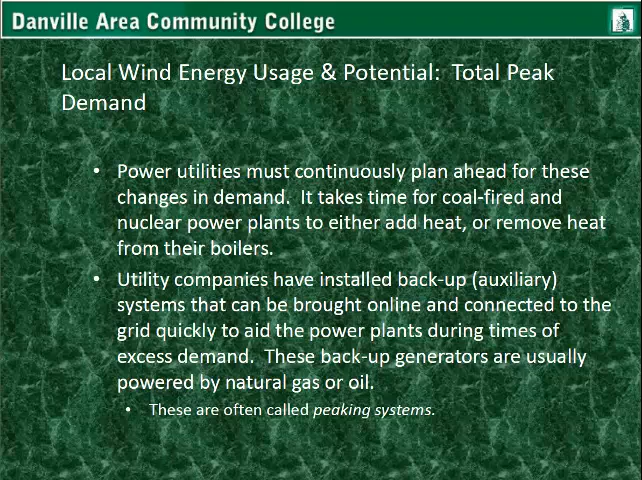 Danville Area Community College
Local Wind Energy Usage & Potential:  Total Peak
Demand
• Power utilities must continuously plan ahead for these
changes in demand.  It takes time for coal-fired and
nuclear power plants to either add heat, or remove heat
from their boilers.
• Utility companies have installed back-up (auxiliary)
systems that can be brought online and connected to the
grid quickly to aid the power plants during times of
excess demand.  These back-up generators are usually
powered by natural gas or oil.
• These are often called peaking systems.